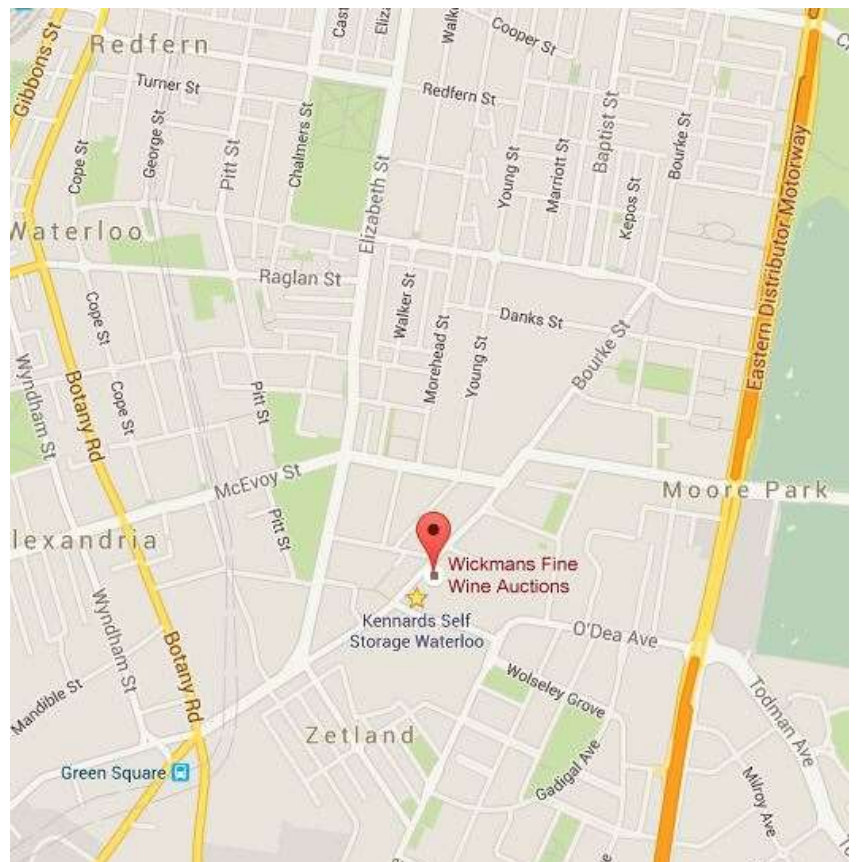 Redfern
Gibbons St
Turner St
Cope St
George St
Pitt St
Chalmers St
Cast
Eliz
Elizabeth St
Walk
Cooper St
Redfern St
Young St
Marriott St
Baptist St
Kepos St
Bourke St
Eastern Distributor Motorway
Waterloo
Raglan St
Walker St
Morehead St
Young St
Danks St
Bourke St
Cope St
Cope St
Wyndham St
Botany Rd
Pitt St
McEvoy St
Pitt St
Moore Park
lexandria
Wickmans Fine
Wine Auctions
Kennards Self
Storage Waterloo
O'Dea Ave
Wyndham St
Botany Rd
Mandible St
Wolseley Grove
Todman Ave
Zetland
Green Square
Gadigal Ave
Milroy Ave